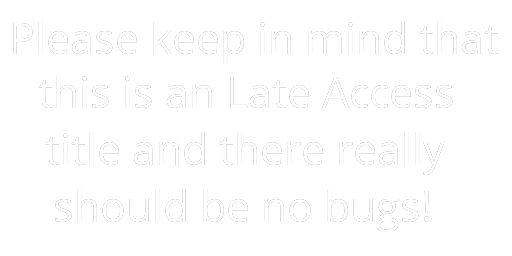 Please keep in mind that
this is an Late Access
title and there really
should be no bugs!